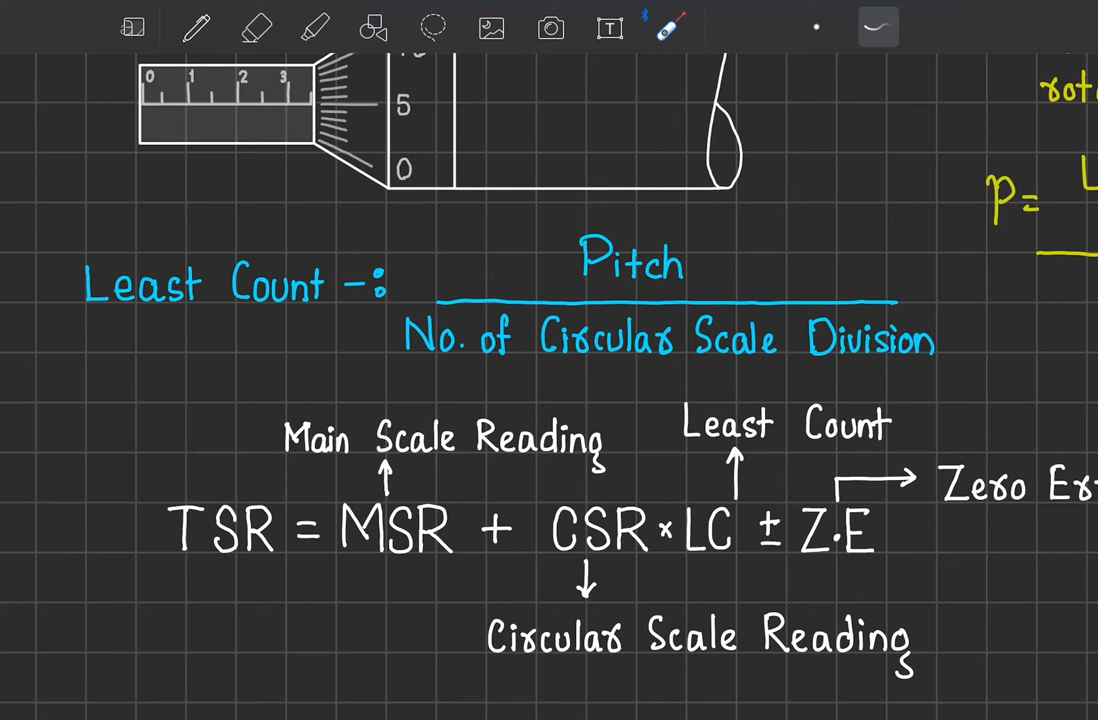 0 1 2 3
5
0
rot
P = L
Pitch
Least Count -:
No. of Circular Scale Division
Main Scale Reading
Least Count
Zero Er
TSR = MSR + CSR × LC ± Z.E
Circular Scale Reading